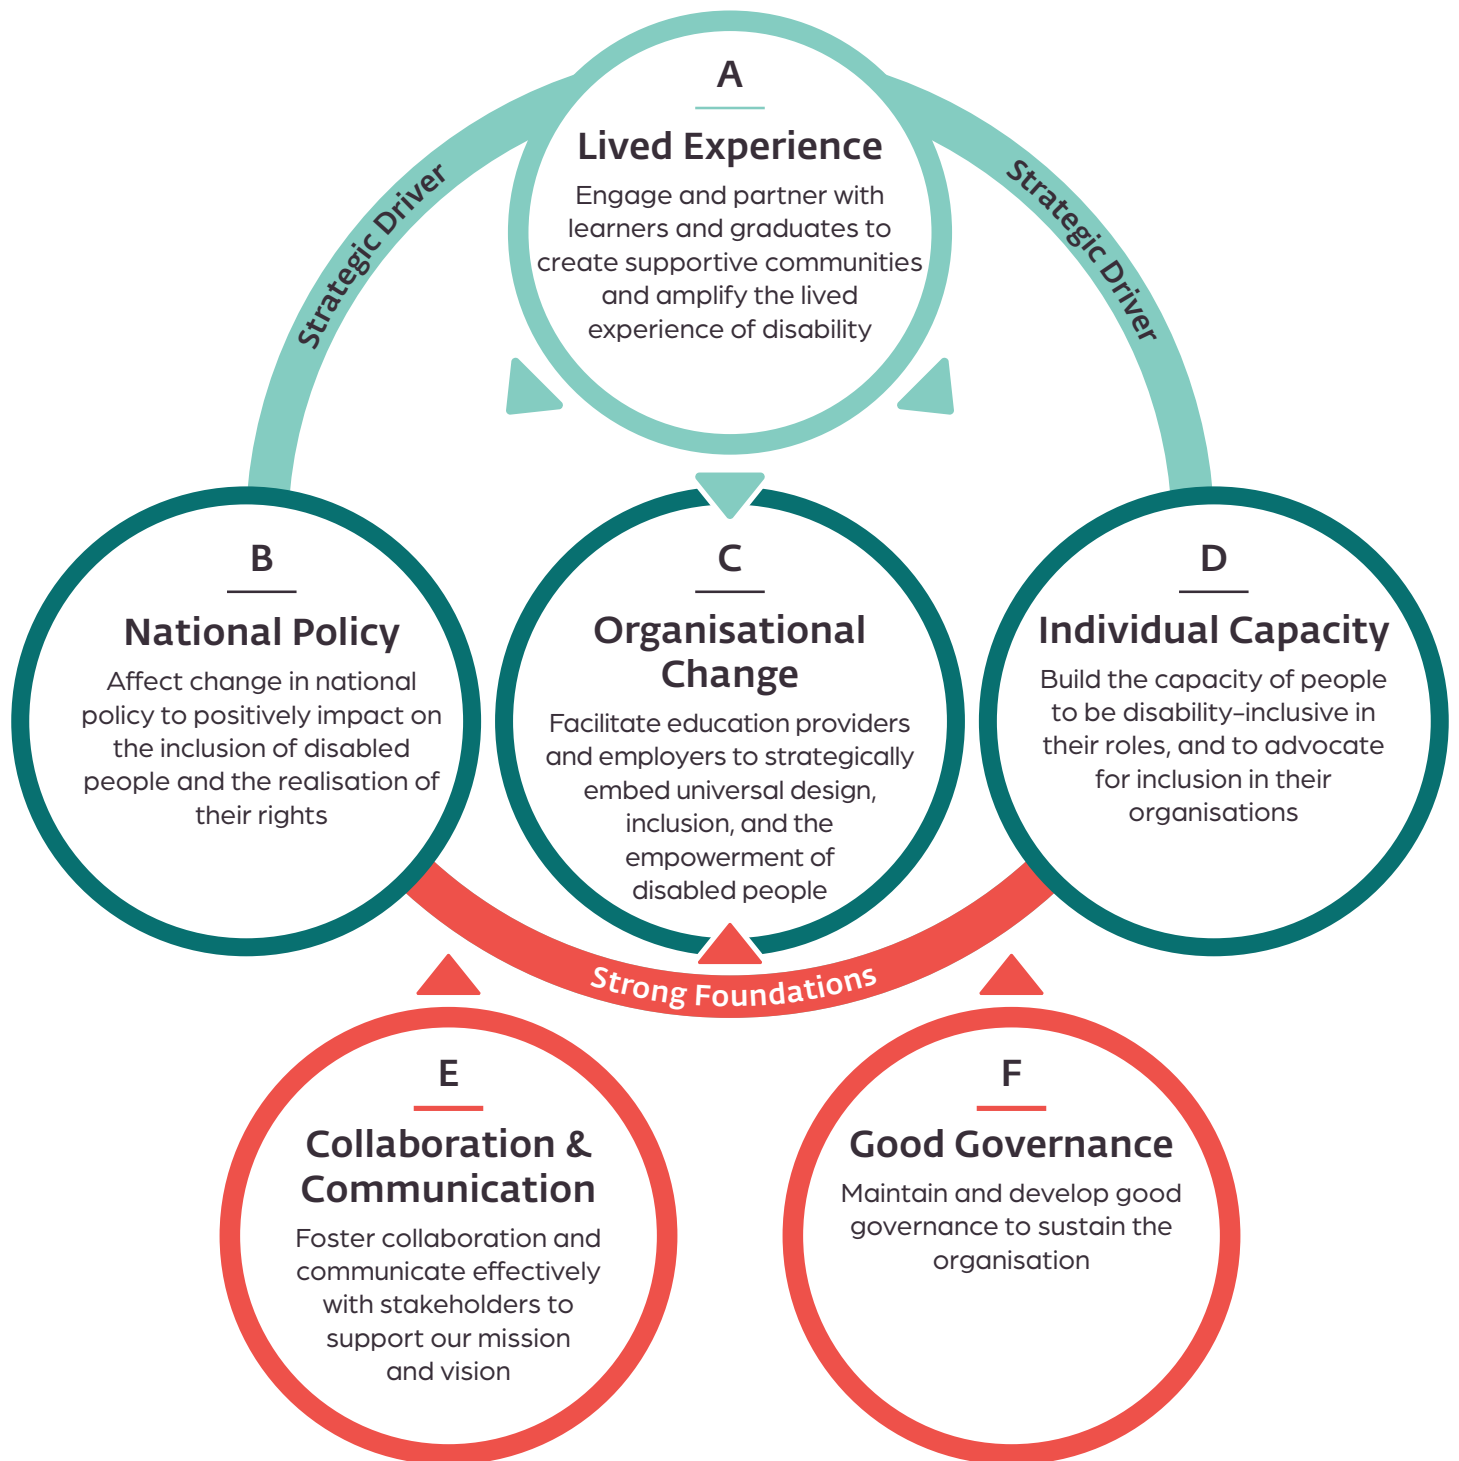 A
Lived Experience
Engage and partner with
learners and graduates to
create supportive communities
and amplify the lived
experience of disability
Strategic Driver
Strategic Driver
B
National Policy
Affect change in national
policy to positively impact on
the inclusion of disabled
people and the realisation of
their rights
C
Organisational
Change
Facilitate education providers
and employers to strategically
embed universal design,
inclusion, and the
empowerment of
disabled people
D
Individual Capacity
Build the capacity of people
to be disability-inclusive in
their roles, and to advocate
for inclusion in their
organisations
Strong Foundations
E
Collaboration &
Communication
Foster collaboration and
communicate effectively
with stakeholders to
support our mission
and vision
F
Good Governance
Maintain and develop good
governance to sustain the
organisation